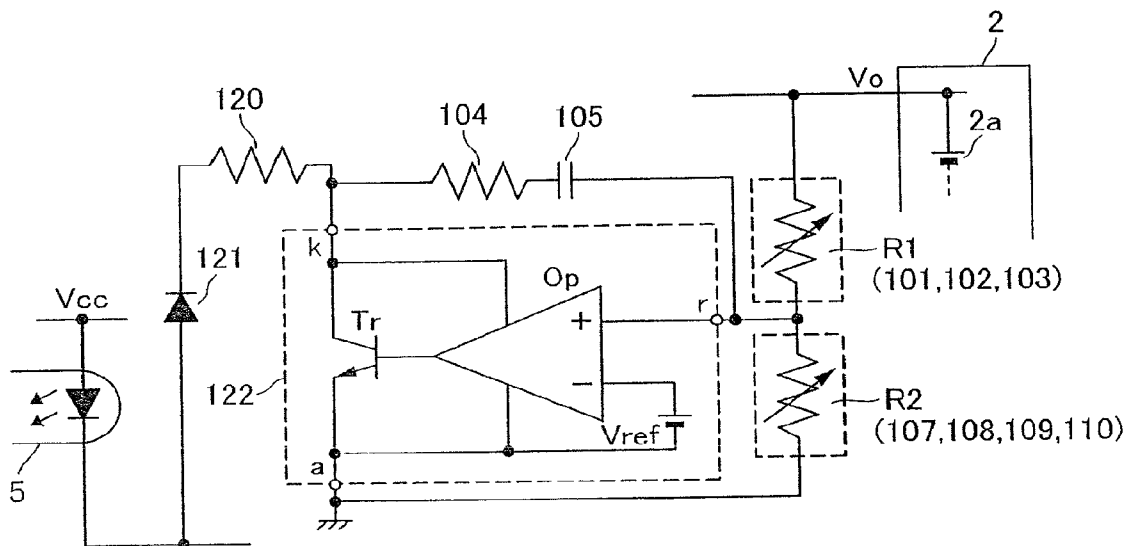 2
Vo
120
104
105
2a
k
Op
R1
(101,102,103)
121
Vcc
Tr
+
r
−
122
Vref
R2
(107,108,109,110)
a
5